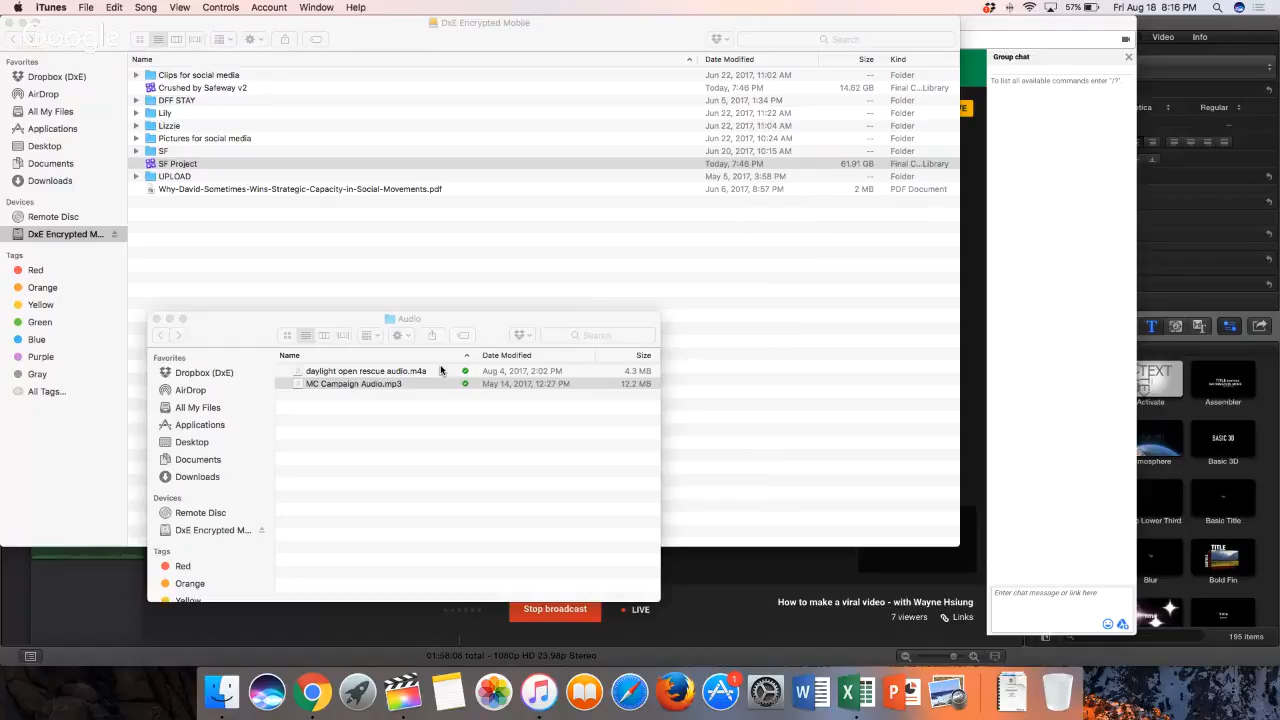 iTunes File Edit Song View Controls Account Window Help 57% Fri Aug 18 8:16 PM
DxE Encrypted Mobile
Google
Search
Video Info
Favorites
Dropbox (DxE)
AirDrop
All My Files
Applications
Desktop
Documents
Downloads
Devices
Remote Disc
DxE Encrypted M...
Tags
Red
Orange
Yellow
Green
Blue
Purple
Gray
All Tags...
Name Date Modified Size Kind
Clips for social media Jun 22, 2017, 11:02 AM -- Folder
Crushed by Safeway v2 Today, 7:46 PM 14.62 GB Final C...Library
DFF STAY Jun 5, 2017, 1:34 PM -- Folder
Lily Jun 22, 2017, 11:22 AM -- Folder
Lizzie Jun 22, 2017, 11:04 AM -- Folder
Pictures for social media Jun 22, 2017, 10:24 AM -- Folder
SF Jun 20, 2017, 10:15 AM -- Folder
SF Project Today, 7:46 PM 61.91 GB Final C...Library
UPLOAD May 5, 2017, 3:58 PM -- Folder
Why-David-Sometimes-Wins-Strategic-Capacity-in-Social-Movements.pdf Jun 6, 2017, 8:57 PM 2 MB PDF Document
Audio
Search
Favorites
Dropbox (DxE)
AirDrop
All My Files
Applications
Desktop
Documents
Downloads
Devices
Remote Disc
DxE Encrypted M...
Tags
Red
Orange
Yellow
Name Date Modified Size
daylight open rescue audio.m4a Aug 4, 2017, 2:02 PM 4.3 MB
MC Campaign Audio.mp3 May 14, 2017, 12:27 PM 12.2 MB
Group chat
To list all available commands enter "/?".
Enter chat message or link here
Stop broadcast LIVE
How to make a viral video - with Wayne Hsiung
7 viewers Links
01:58:08 total - 1080p HD 23.98p Stereo
Regular
TEXT
Activate
TITLE
Assembler
BASIC 3D
Basic 3D
Lower Third
Basic Title
Blur
TITLE
Bold Fin
195 items
1